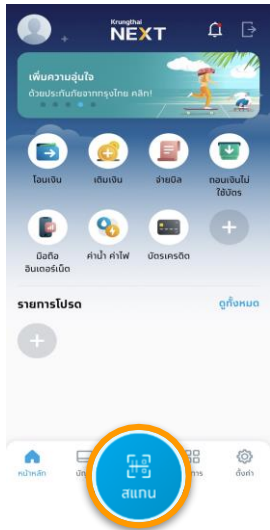 Krungthai
NEXT
เพิ่มความอุ่นใจ
ด้วยประกันภัยจากกรุงไทย คลิก!
โอนเงิน
เติมเงิน
จ่ายบิล
ถอนเงินไม่
ใช้บัตร
มือถือ
อินเตอร์เน็ต
ค่าน้ำ ค่าไฟ
บัตรเครดิต
รายการโปรด
ดูทั้งหมด
หน้าหลัก
สแกน
ตั้งค่า